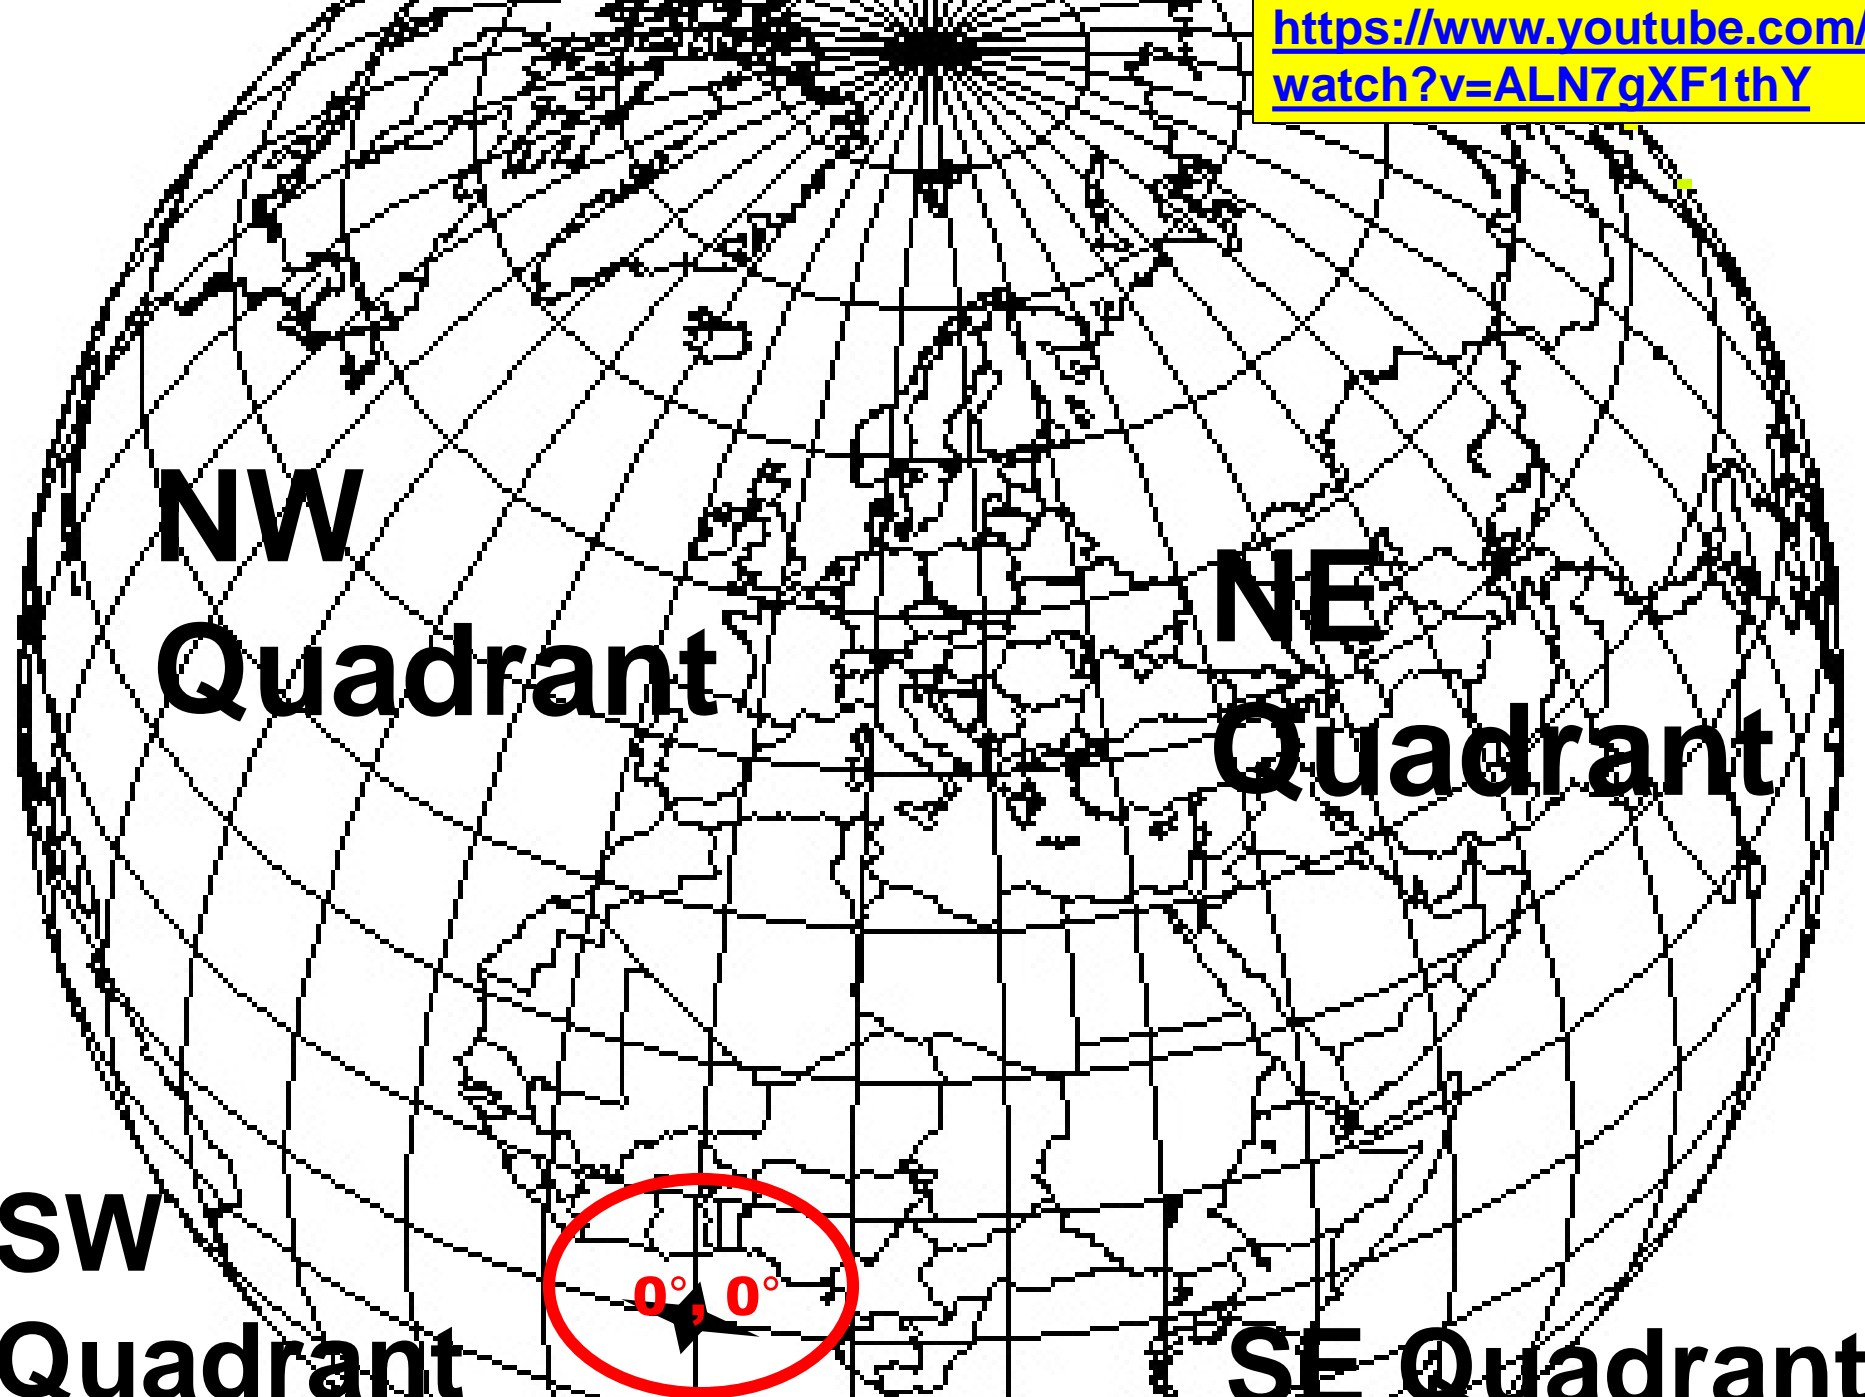 https://www.youtube.com/
watch?v=ALN7gXF1thY
NW
Quadrant
NE
Quadrant
SW
Quadrant
0°, 0°
SE Quadrant